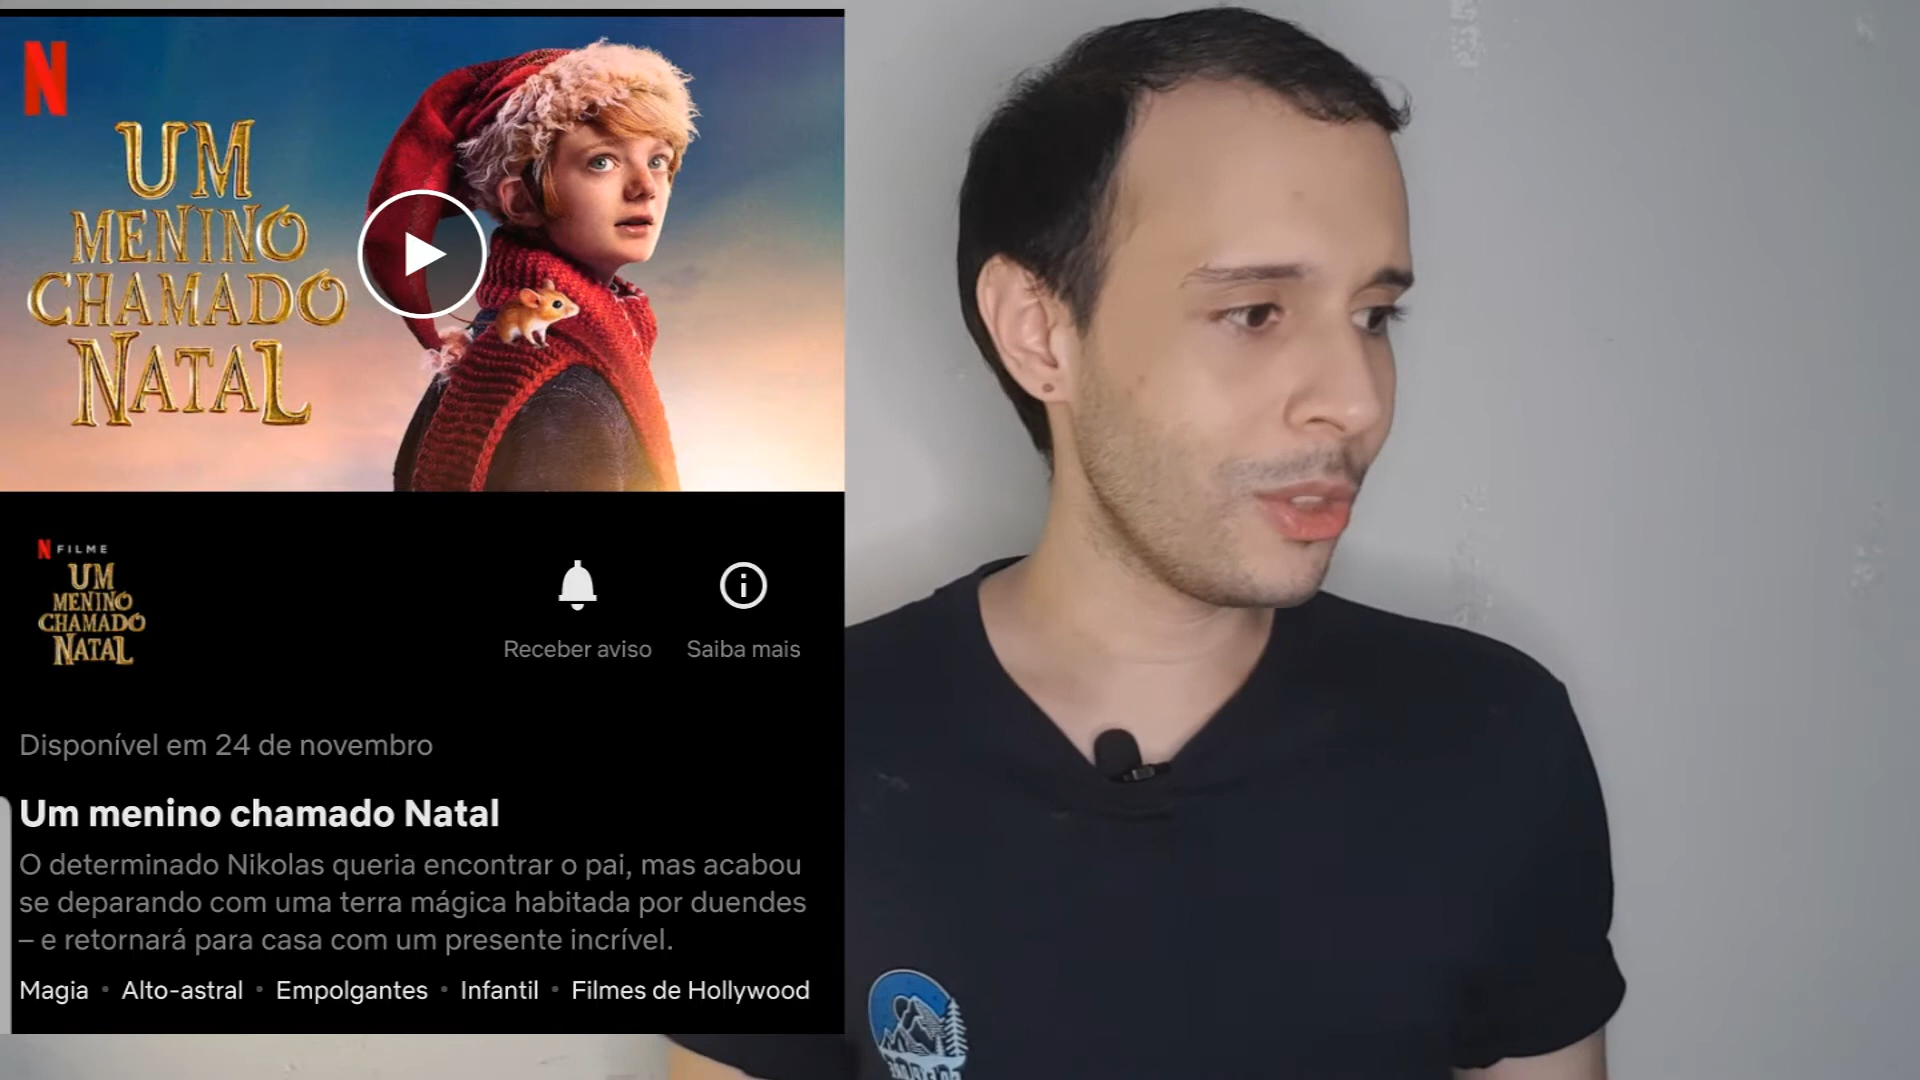 N
UM
MENINO
CHAMADO
NATAL
N FILME
UM
MENINO
CHAMADO
NATAL
Receber aviso
Saiba mais
Disponível em 24 de novembro
Um menino chamado Natal
O determinado Nikolas queria encontrar o pai, mas acabou
se deparando com uma terra mágica habitada por duendes
– e retornará para casa com um presente incrível.
Magia • Alto-astral • Empolgantes • Infantil • Filmes de Hollywood